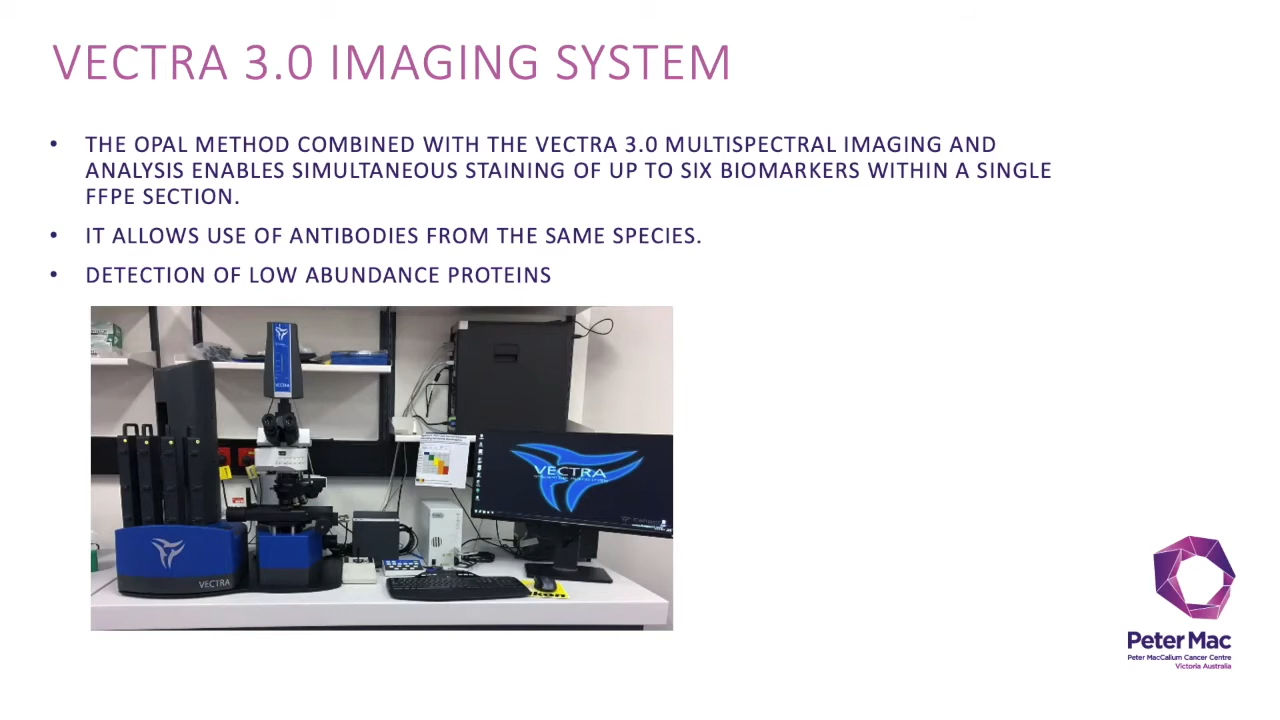 VECTRA 3.0 IMAGING SYSTEM
• THE OPAL METHOD COMBINED WITH THE VECTRA 3.0 MULTISPECTRAL IMAGING AND
ANALYSIS ENABLES SIMULTANEOUS STAINING OF UP TO SIX BIOMARKERS WITHIN A SINGLE
FFPE SECTION.
• IT ALLOWS USE OF ANTIBODIES FROM THE SAME SPECIES.
• DETECTION OF LOW ABUNDANCE PROTEINS
VECTRA
VECTRA
VECTRA
Peter Mac
Peter MacCallum Cancer Centre
Victoria Australia